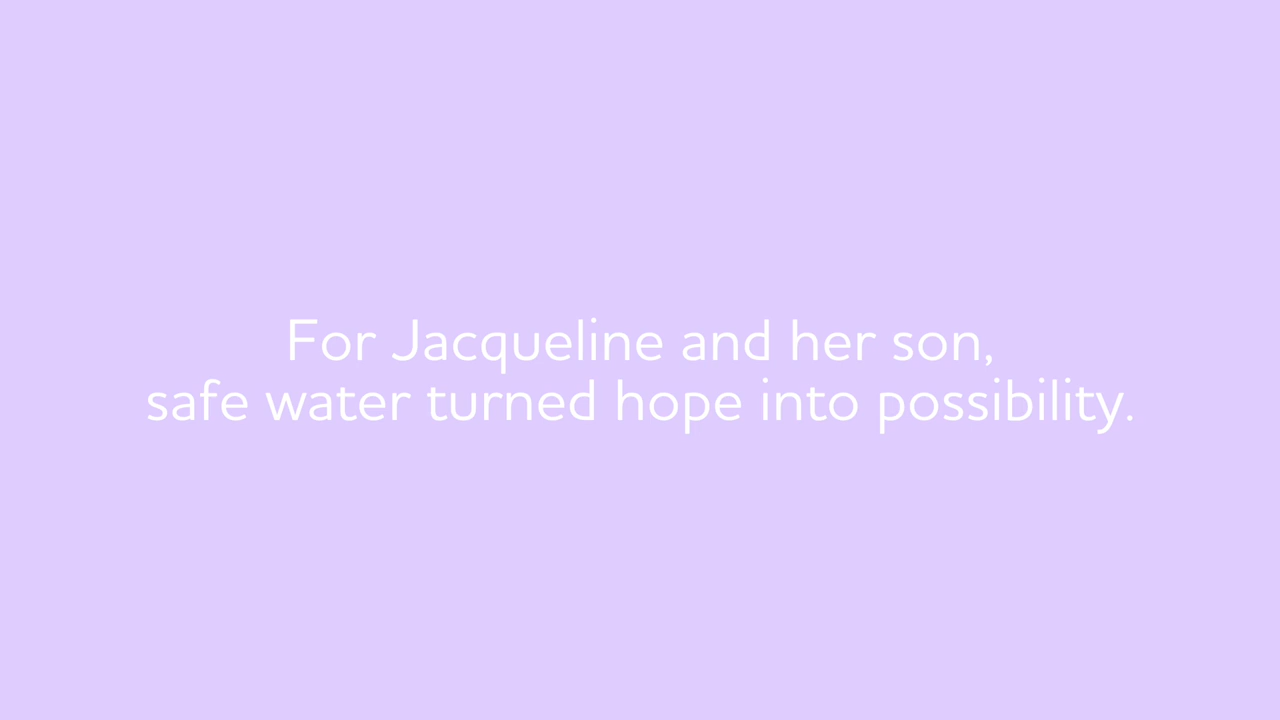 For Jacqueline and her son,
safe water turned hope into possibility.